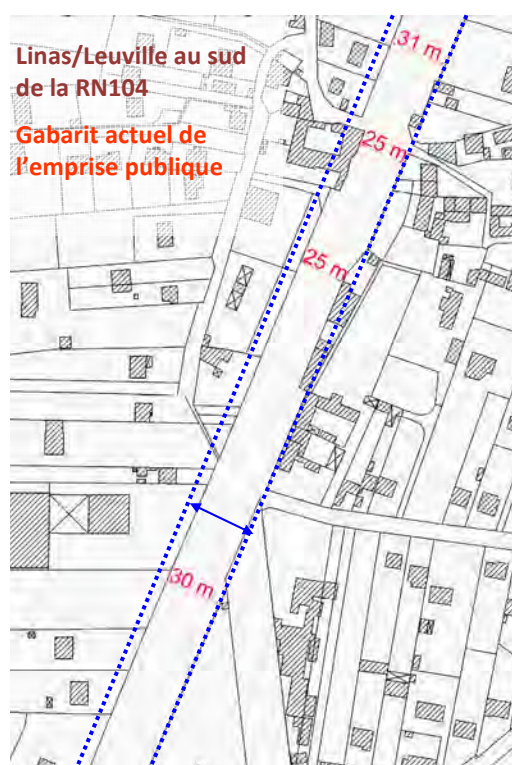 Linas/Leuville au sud
de la RN104
Gabarit actuel de
l'emprise publique
31 m
25 m
25 m
30 m